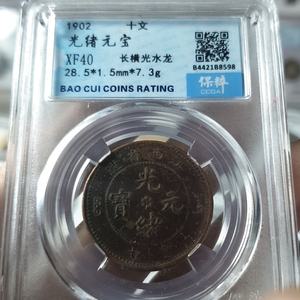 1902 十文
光绪元宝
XF40 长横光水龙
28.5*1.5mm*7.3g
BAO CUI COINS RATING
B4421B8598
保粹
光
元 寶
緒